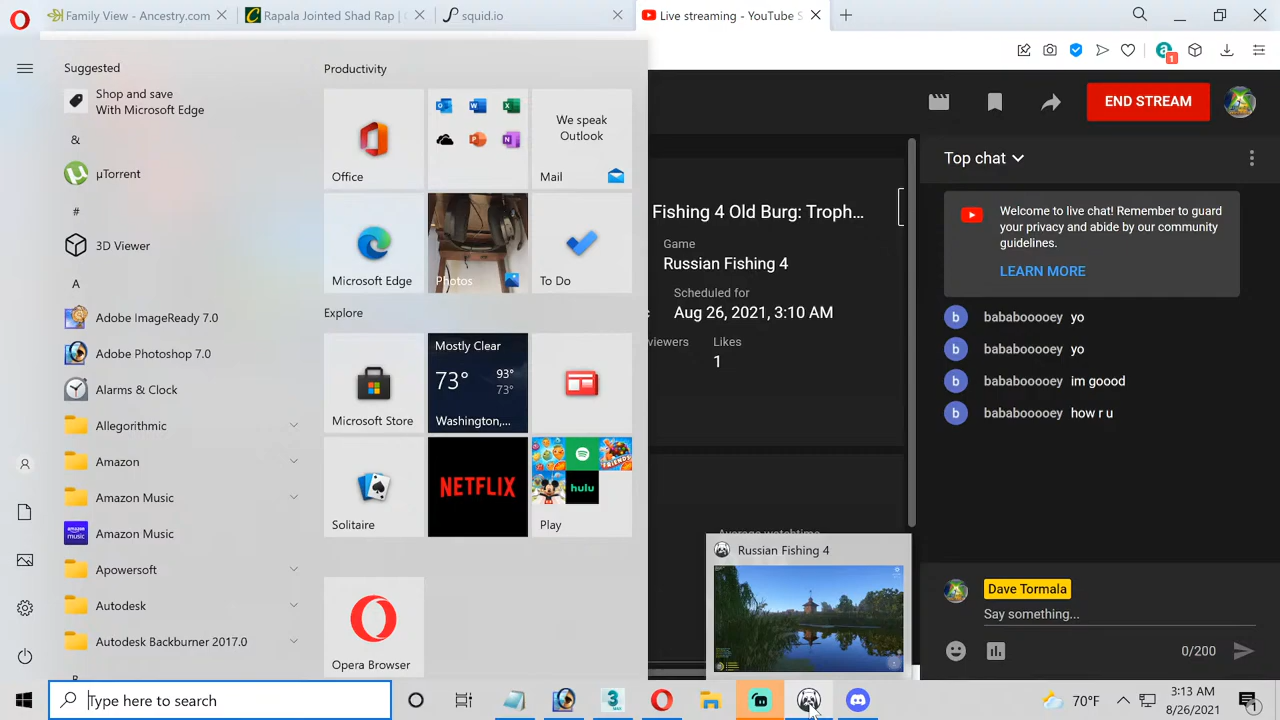 Family View - Ancestry.com
Rapala Jointed Shad Rap
squid.io
Live streaming - YouTube S
Suggested
Productivity
Shop and save
With Microsoft Edge
&
µTorrent
#
3D Viewer
A
Adobe ImageReady 7.0
Adobe Photoshop 7.0
Alarms & Clock
Allegorithmic
Amazon
Amazon Music
Amazon Music
Apowersoft
Autodesk
Autodesk Backburner 2017.0
Office
We speak
Outlook
Mail
Microsoft Edge
Photos
To Do
Explore
Microsoft Store
Mostly Clear
73°
93°
73°
Washington,...
Solitaire
NETFLIX
hulu
Play
Opera Browser
1
END STREAM
Fishing 4 Old Burg: Troph...
Game
Russian Fishing 4
Scheduled for
Aug 26, 2021, 3:10 AM
viewers
Likes
1
Average watchtime
Russian Fishing 4
Top chat
Welcome to live chat! Remember to guard
your privacy and abide by our community
guidelines.
LEARN MORE
b bababooooey yo
b bababooooey yo
b bababooooey im goood
b bababooooey how r u
Dave Tormala
Say something...
0/200
Type here to search
3
70°F
3:13 AM
8/26/2021
1